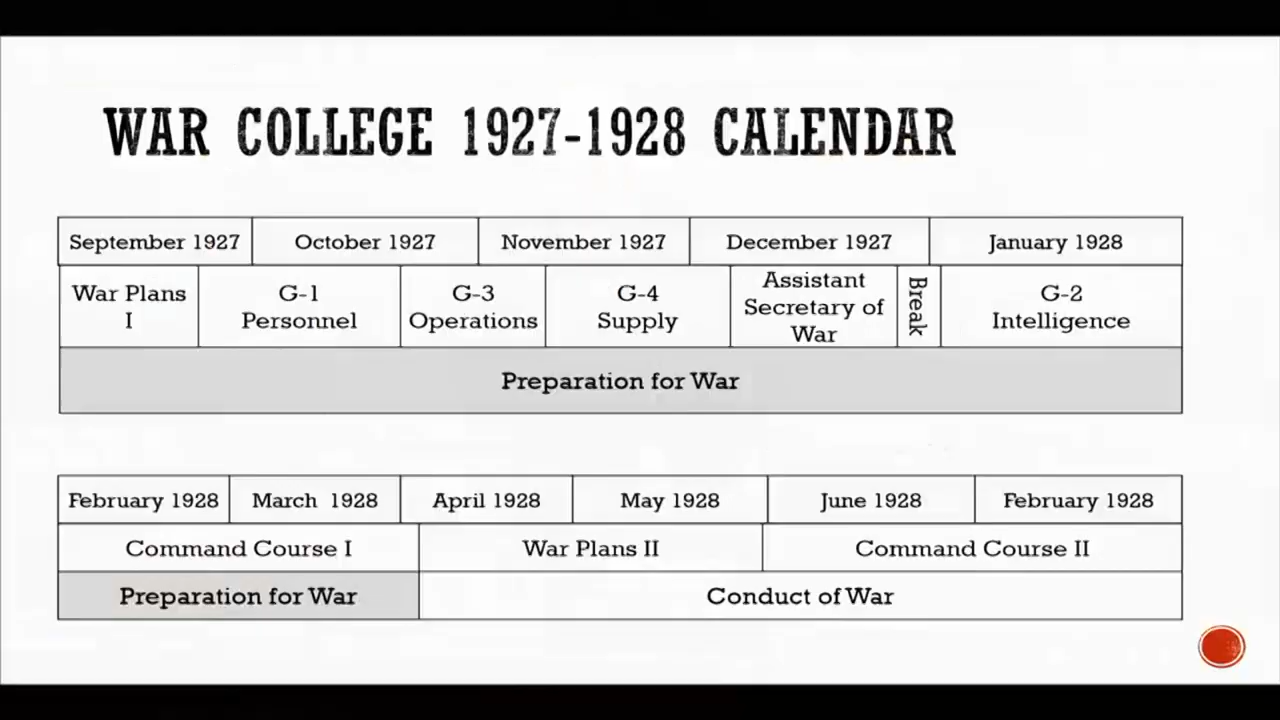 WAR COLLEGE 1927-1928 CALENDAR
September 1927 October 1927 November 1927 December 1927 January 1928
War Plans
I
G-1
Personnel
G-3
Operations
G-4
Supply
Assistant
Secretary of
War
Break
G-2
Intelligence
Preparation for War
February 1928 March 1928 April 1928 May 1928 June 1928 February 1928
Command Course I War Plans II Command Course II
Preparation for War Conduct of War